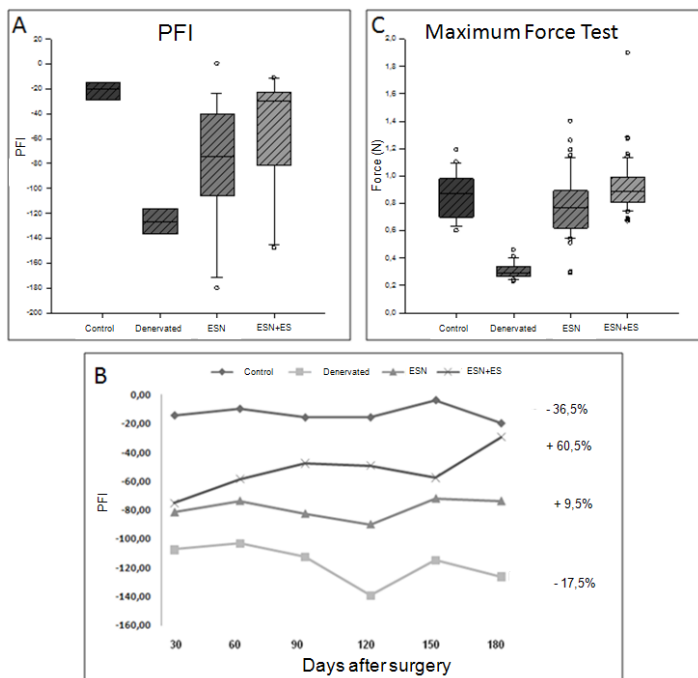 A
PFI
20
0
-20
-40
-60
-80
-100
-120
-140
-160
-180
-200
PFI
Control Denervated ESN ESN+ES
C
Maximum Force Test
2,0
1,8
1,6
1,4
1,2
1,0
0,8
0,6
0,4
0,2
0,0
Force (N)
Control Denervated ESN ESN+ES
B
Control Denervated ESN ESN+ES
0,00
-20,00
-40,00
-60,00
-80,00
-100,00
-120,00
-140,00
-160,00
PFI
- 36,5%
+ 60,5%
+ 9,5%
- 17,5%
30 60 90 120 150 180
Days after surgery